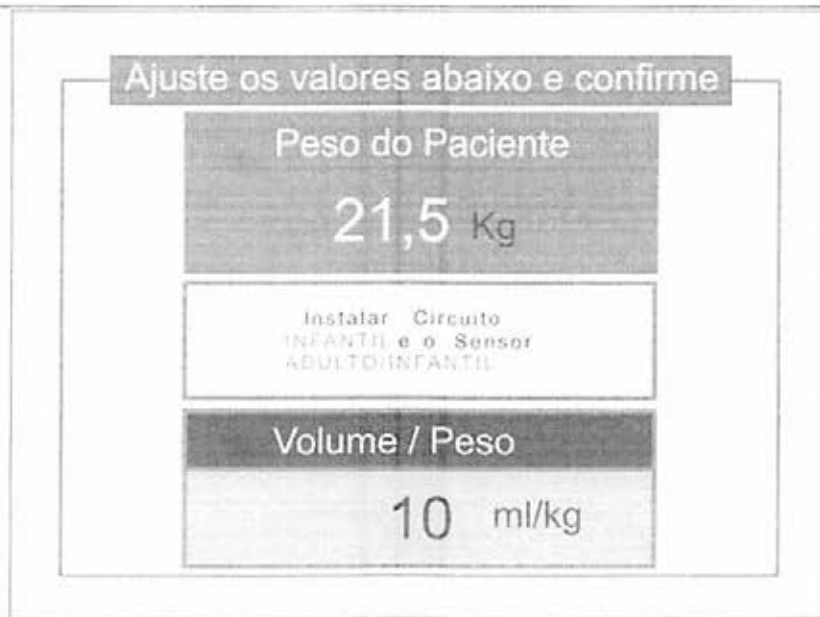 Ajuste os valores abaixo e confirme
Peso do Paciente
21,5 Kg
Instalar Circuito
INFANTIL e o Sensor
ADULTO/INFANTIL
Volume / Peso
10 ml/kg